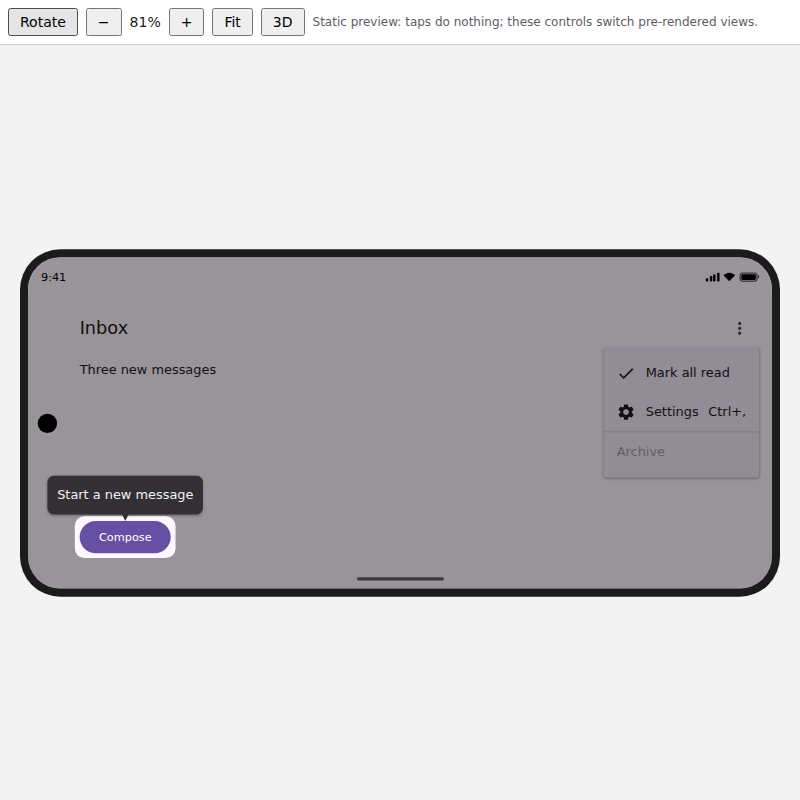 Rotate − 81% + Fit 3D Static preview: taps do nothing; these controls switch pre-rendered views.
9:41
Inbox
Three new messages
Mark all read
Settings Ctrl+,
Archive
Start a new message
Compose